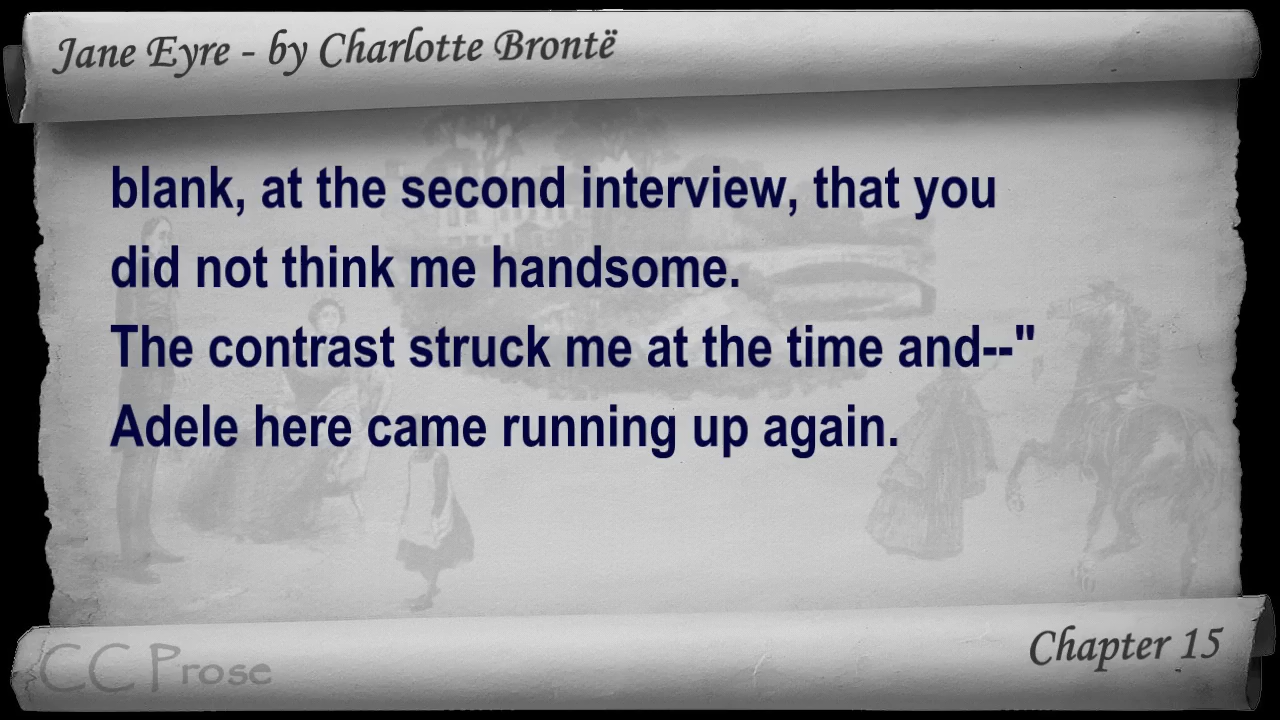 Jane Eyre - by Charlotte Brontë
blank, at the second interview, that you
did not think me handsome.
The contrast struck me at the time and--"
Adele here came running up again.
CC Prose
Chapter 15